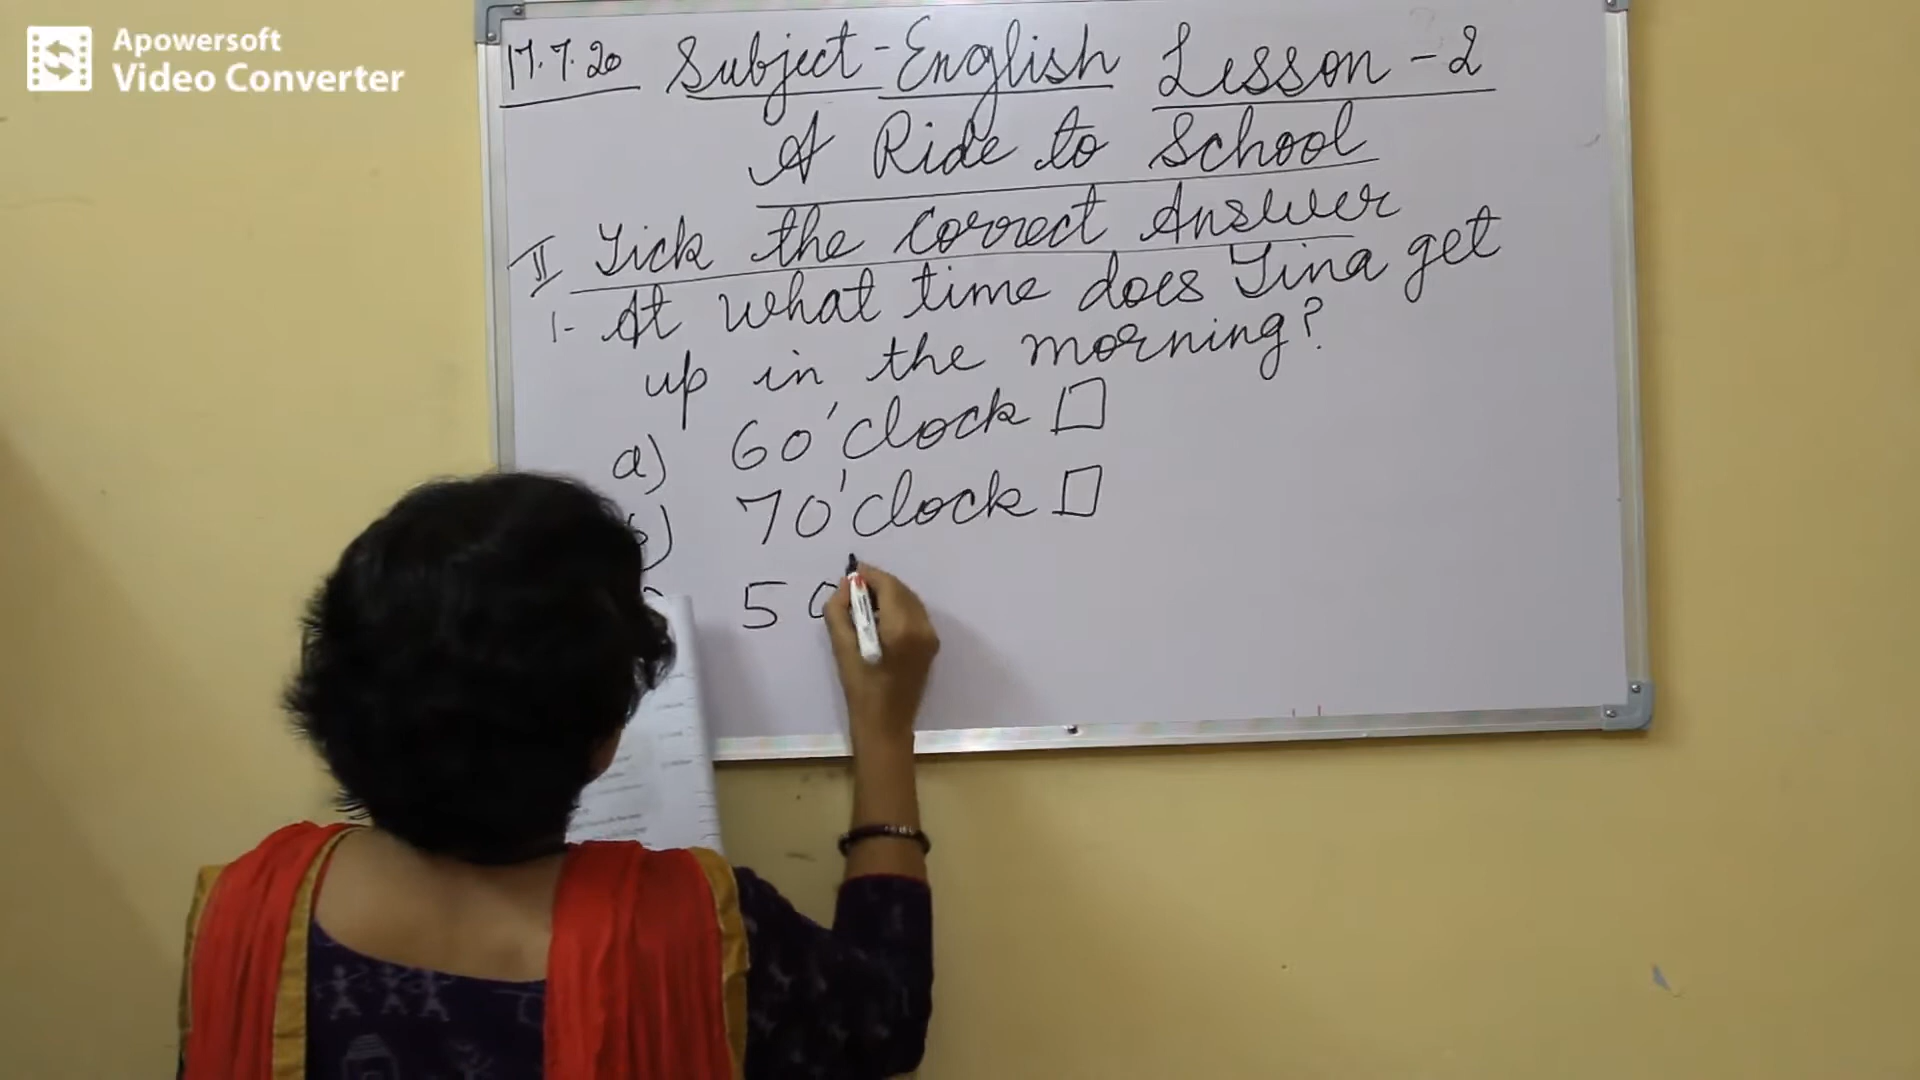 Apowersoft
Video Converter
17.7.20 Subject-English Lesson-2
A Ride to School
II Tick the Correct Answer
1- At what time does Tina get
up in the morning?
a) 6 o'clock
b) 7 o'clock
5 o'